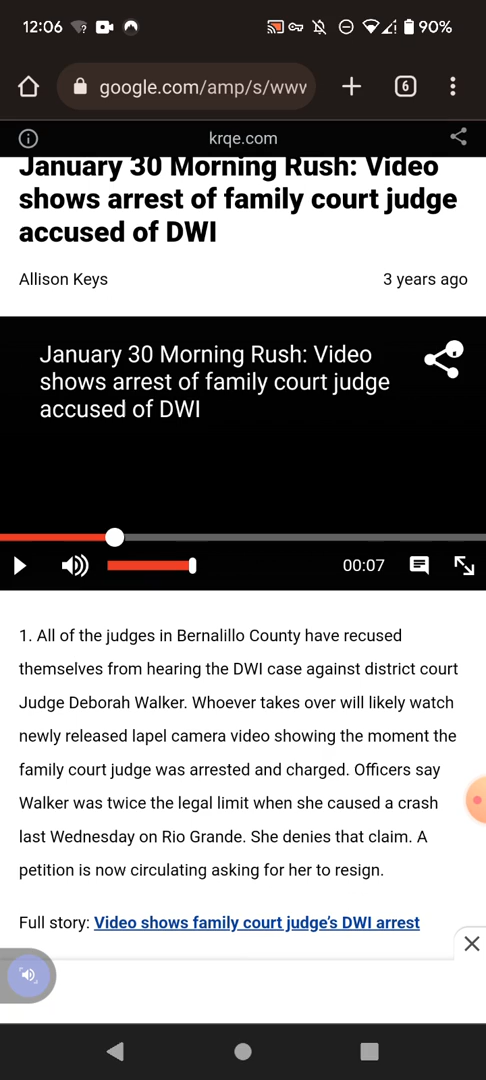 12:06
90%
google.com/amp/s/www
6
krqe.com
January 30 Morning Rush: Video
shows arrest of family court judge
accused of DWI
Allison Keys
3 years ago
January 30 Morning Rush: Video
shows arrest of family court judge
accused of DWI
00:07
1. All of the judges in Bernalillo County have recused
themselves from hearing the DWI case against district court
Judge Deborah Walker. Whoever takes over will likely watch
newly released lapel camera video showing the moment the
family court judge was arrested and charged. Officers say
Walker was twice the legal limit when she caused a crash
last Wednesday on Rio Grande. She denies that claim. A
petition is now circulating asking for her to resign.
Full story: Video shows family court judge’s DWI arrest